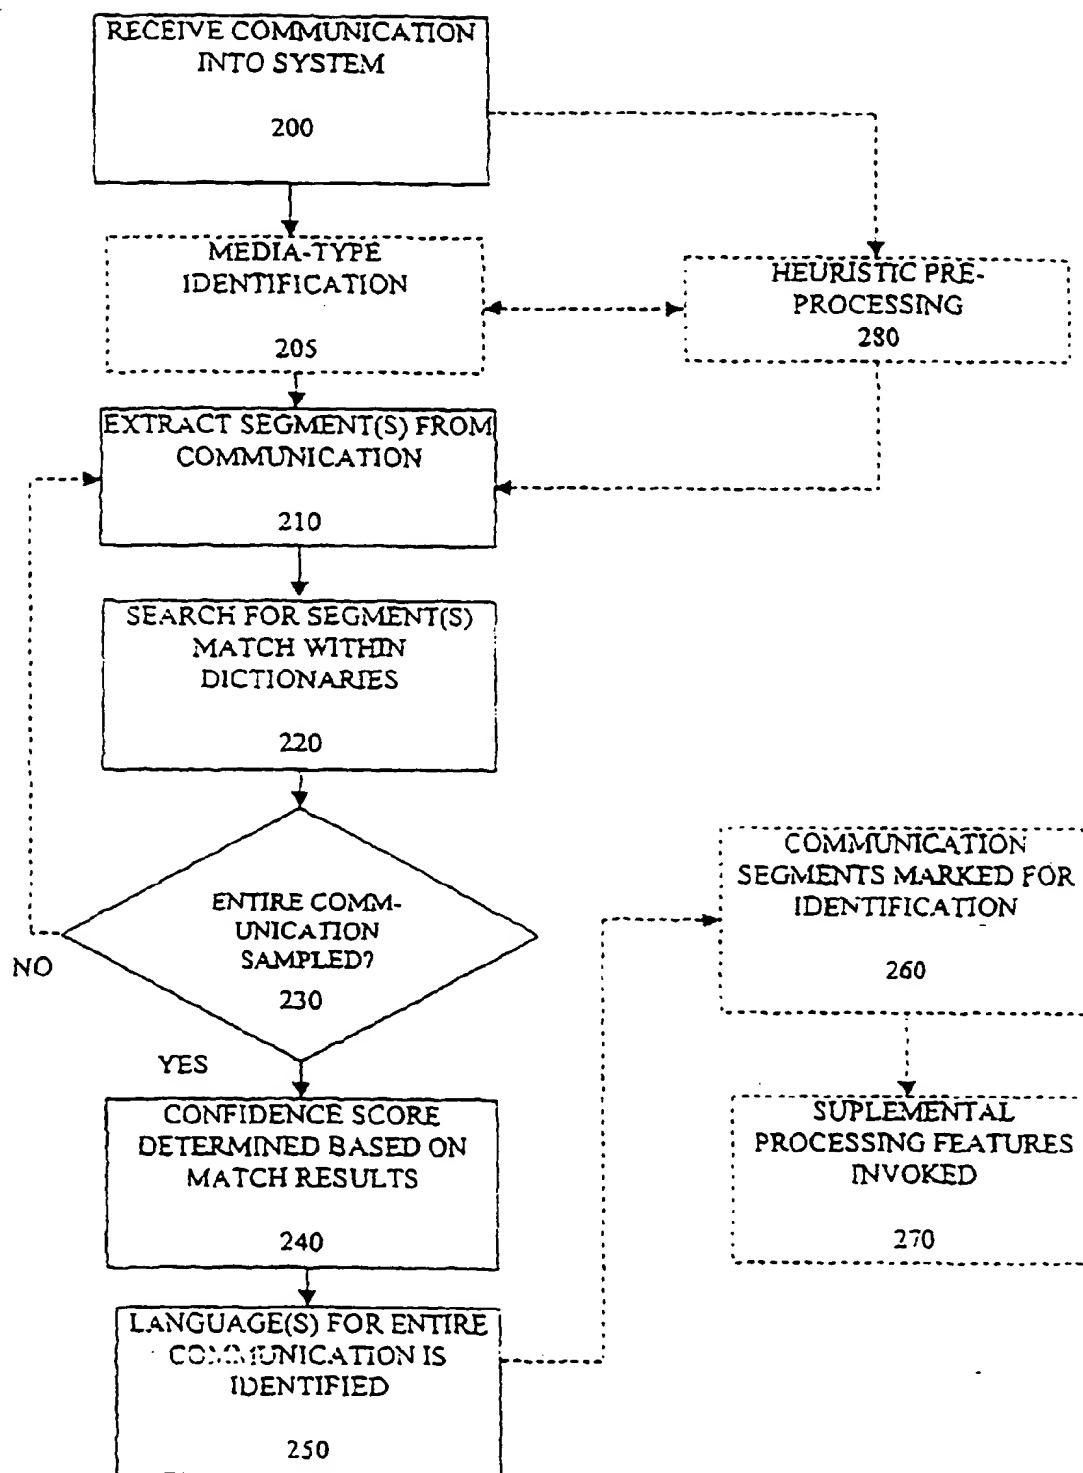 RECEIVE COMMUNICATION
INTO SYSTEM
200
MEDIA-TYPE
IDENTIFICATION
205
HEURISTIC PRE-
PROCESSING
280
EXTRACT SEGMENT(S) FROM
COMMUNICATION
210
SEARCH FOR SEGMENT(S)
MATCH WITHIN
DICTIONARIES
220
ENTIRE COMM-
UNICATION
SAMPLED?
230
NO
YES
CONFIDENCE SCORE
DETERMINED BASED ON
MATCH RESULTS
240
LANGUAGE(S) FOR ENTIRE
COMMUNICATION IS
IDENTIFIED
250
COMMUNICATION
SEGMENTS MARKED FOR
IDENTIFICATION
260
SUPLEMENTAL
PROCESSING FEATURES
INVOKED
270